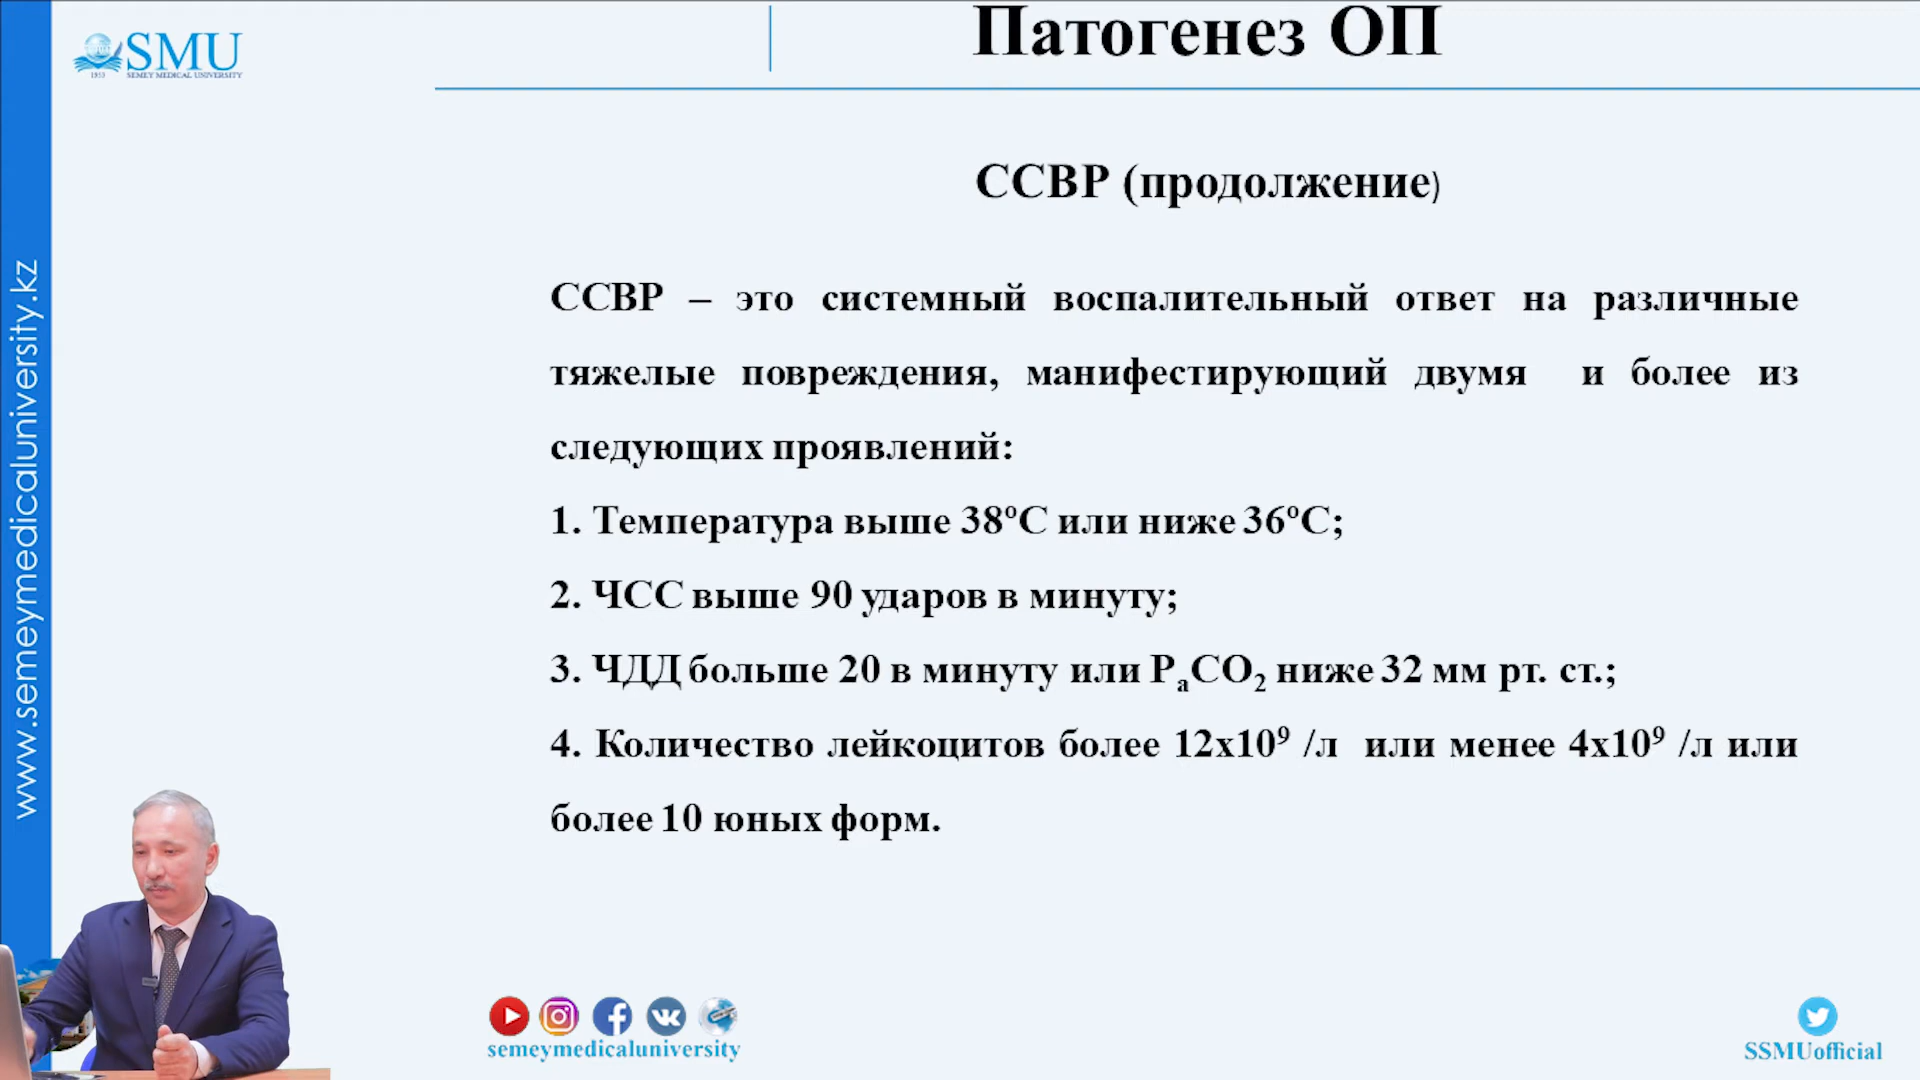 SMU
1953
SEMEY MEDICAL UNIVERSITY
Патогенез ОП
ССВР (продолжение)
ССВР – это системный воспалительный ответ на различные
тяжелые повреждения, манифестирующий двумя и более из
следующих проявлений:
1. Температура выше 38ºС или ниже 36ºС;
2. ЧСС выше 90 ударов в минуту;
3. ЧДД больше 20 в минуту или PₐCO₂ ниже 32 мм рт. ст.;
4. Количество лейкоцитов более 12х10⁹ /л или менее 4х10⁹ /л или
более 10 юных форм.
www.semeymedicaluniversity.kz
semeymedicaluniversity
SSMUofficial